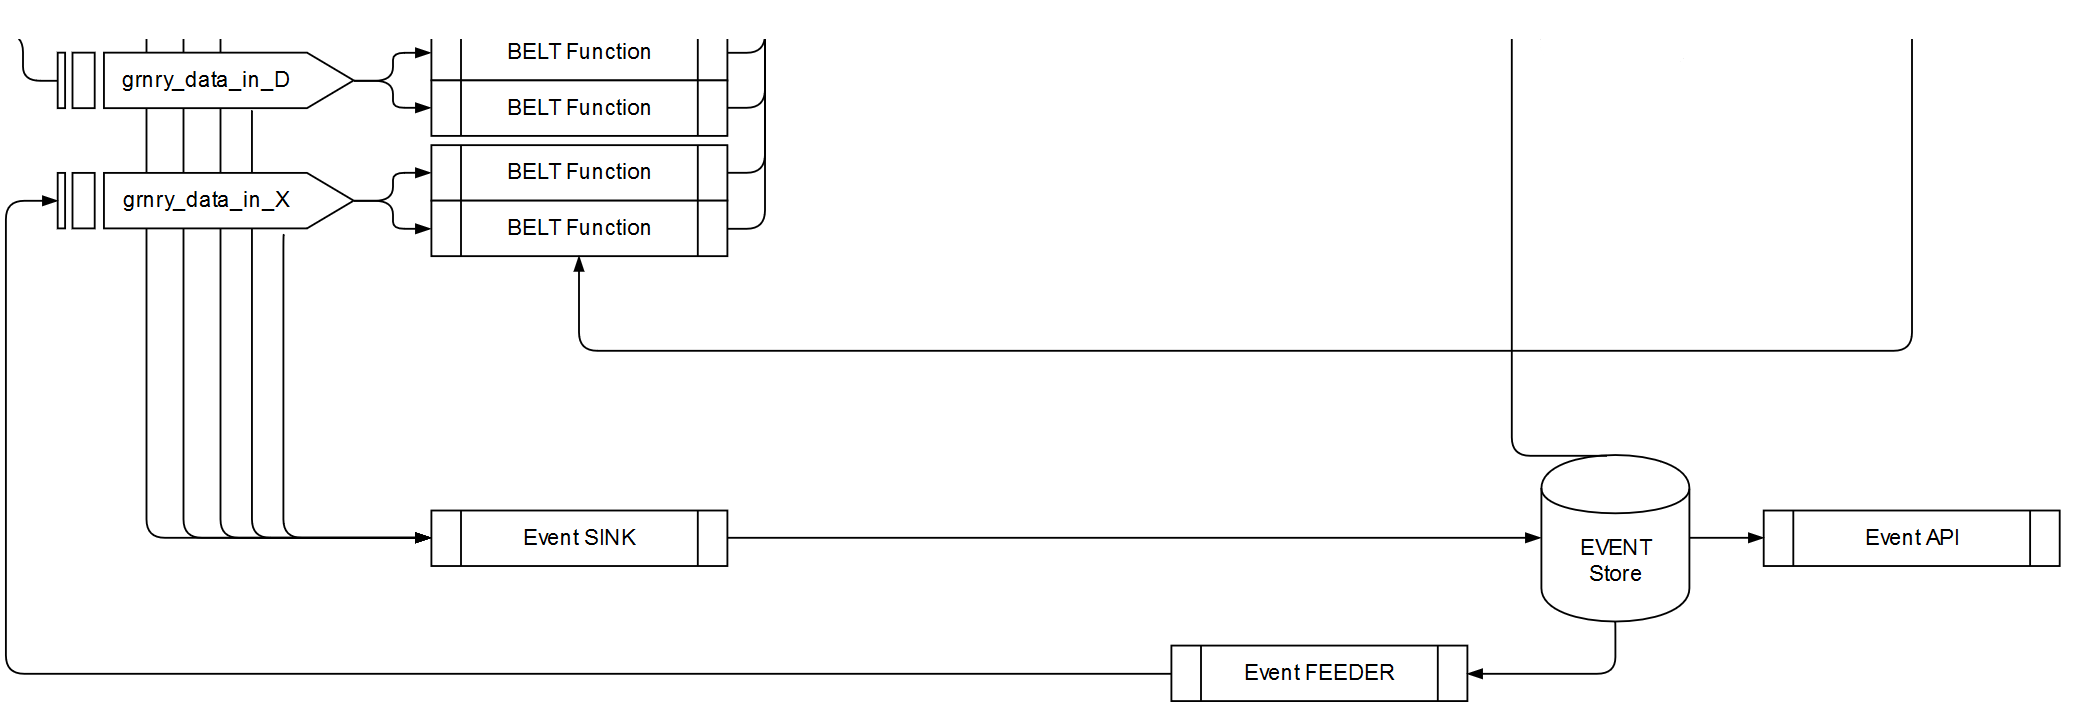 BELT Function
grnry_data_in_D
BELT Function
BELT Function
grnry_data_in_X
BELT Function
Event SINK
EVENT
Store
Event API
Event FEEDER